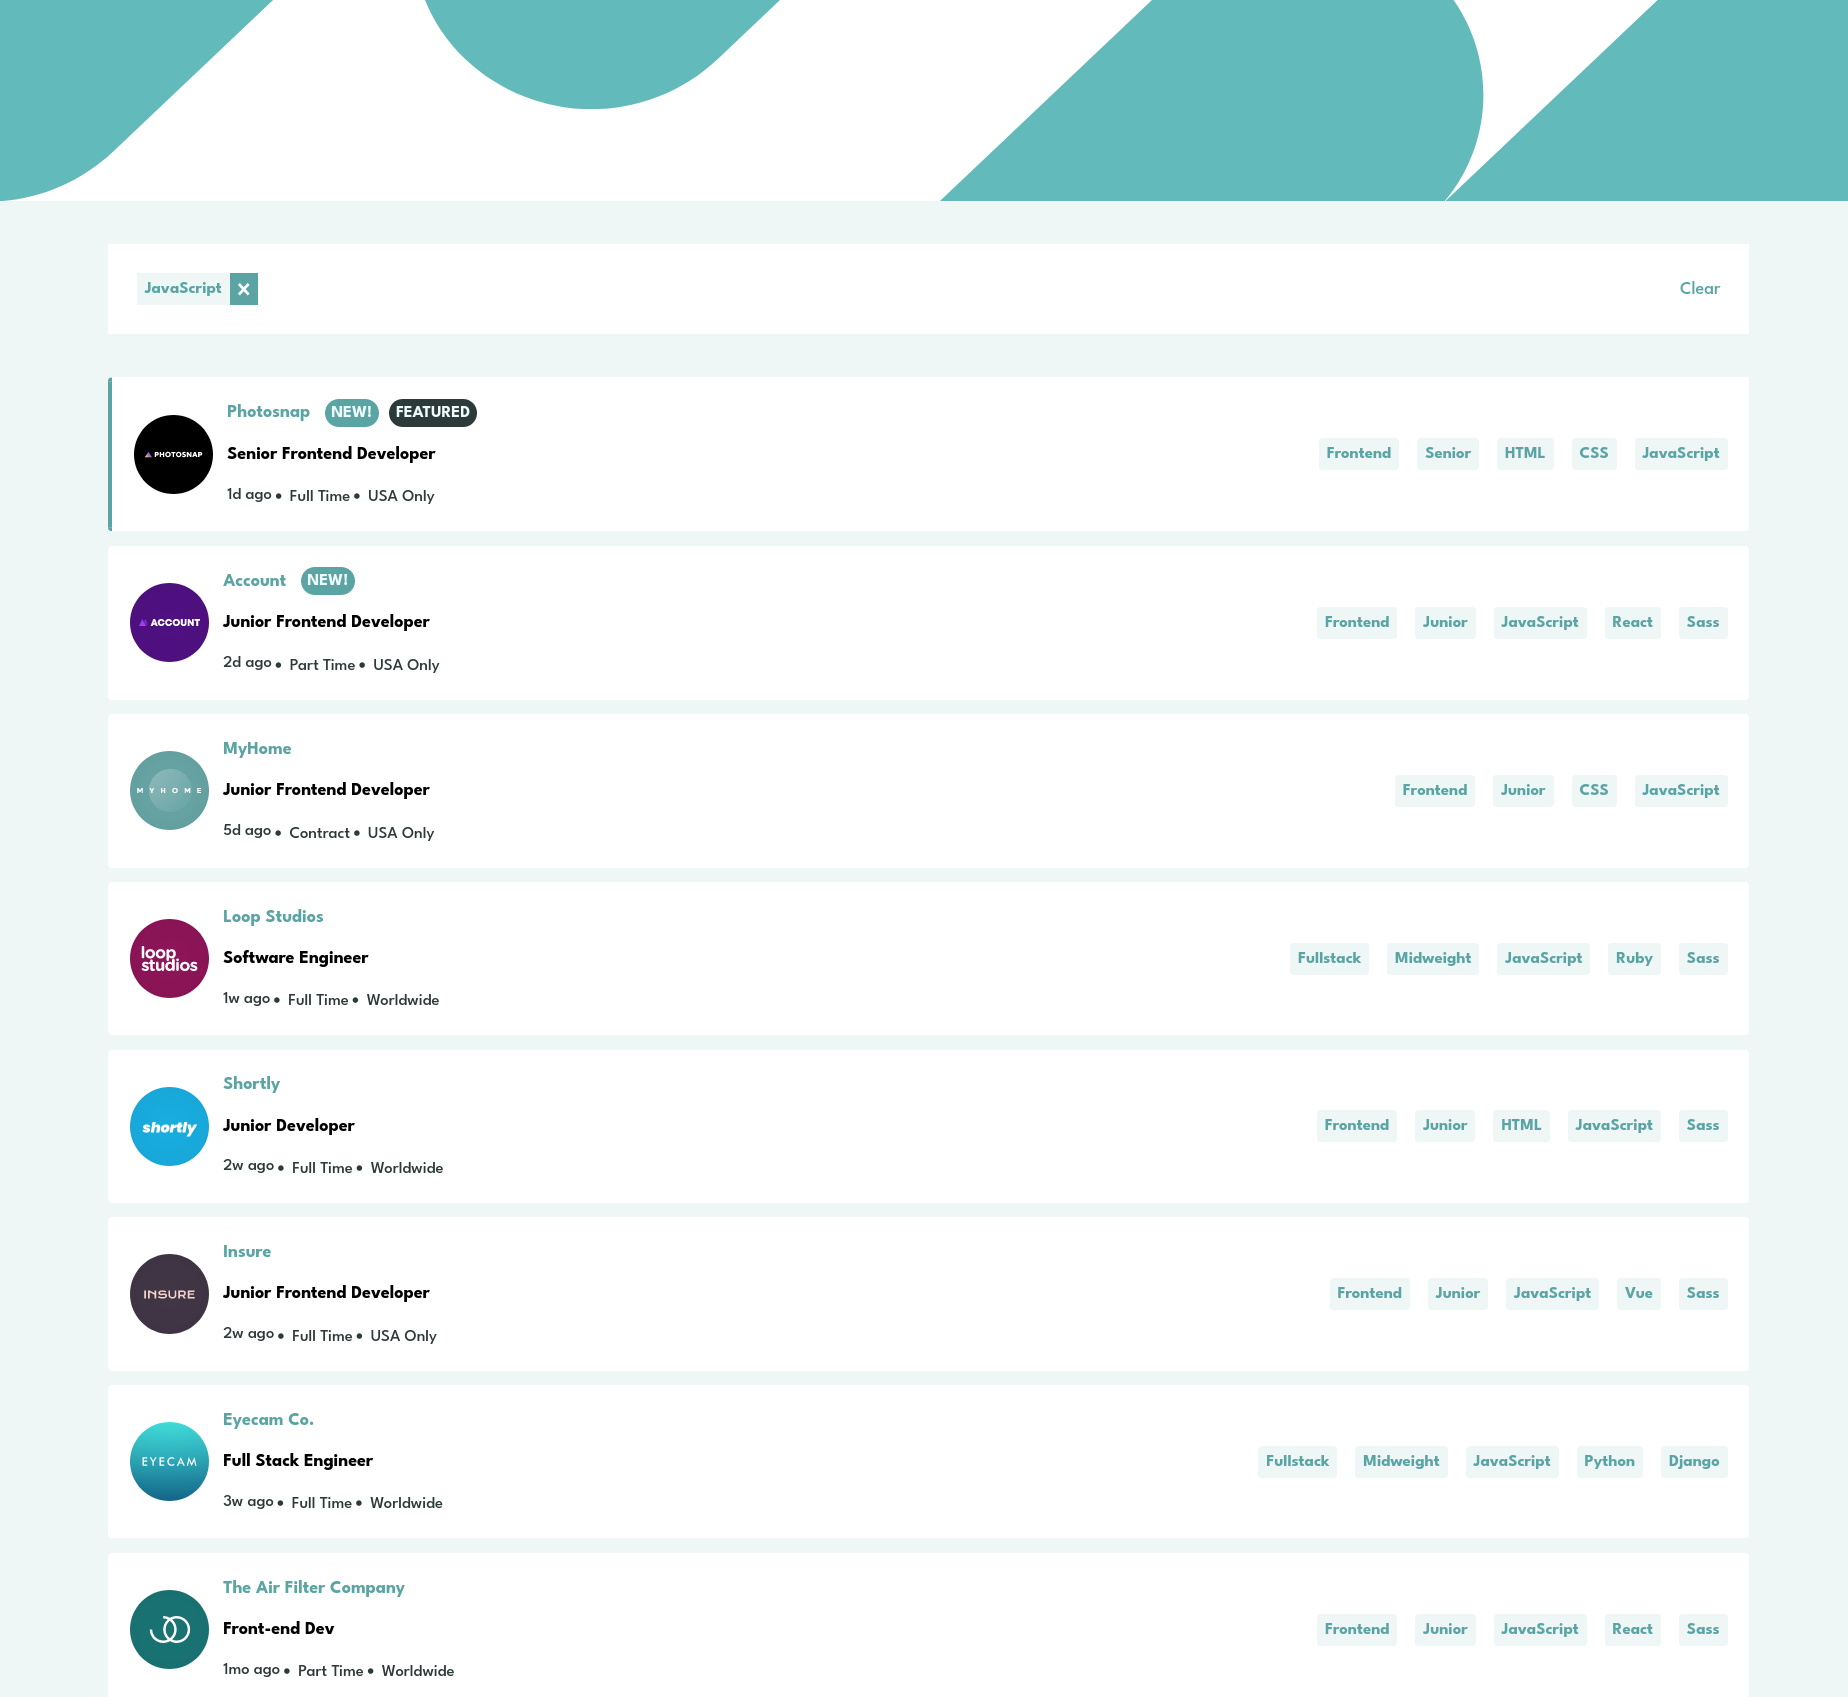 JavaScript ×
Clear
PHOTOSNAP
Photosnap NEW! FEATURED
Senior Frontend Developer
1d ago • Full Time • USA Only
Frontend Senior HTML CSS JavaScript
ACCOUNT
Account NEW!
Junior Frontend Developer
2d ago • Part Time • USA Only
Frontend Junior JavaScript React Sass
MYHOME
MyHome
Junior Frontend Developer
5d ago • Contract • USA Only
Frontend Junior CSS JavaScript
loop
studios
Loop Studios
Software Engineer
1w ago • Full Time • Worldwide
Fullstack Midweight JavaScript Ruby Sass
shortly
Shortly
Junior Developer
2w ago • Full Time • Worldwide
Frontend Junior HTML JavaScript Sass
INSURE
Insure
Junior Frontend Developer
2w ago • Full Time • USA Only
Frontend Junior JavaScript Vue Sass
EYECAM
Eyecam Co.
Full Stack Engineer
3w ago • Full Time • Worldwide
Fullstack Midweight JavaScript Python Django
The Air Filter Company
Front-end Dev
1mo ago • Part Time • Worldwide
Frontend Junior JavaScript React Sass